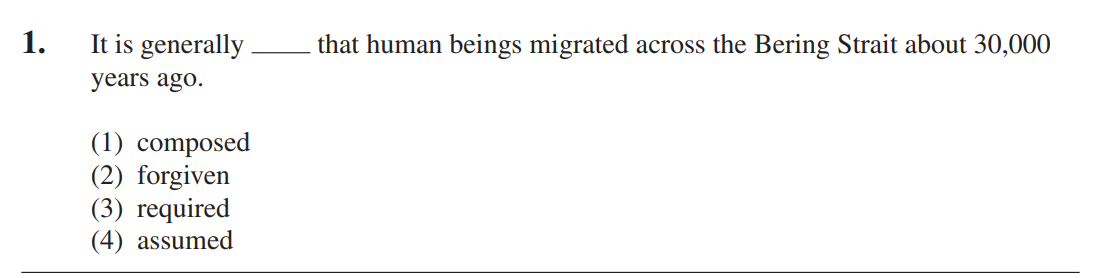 1. It is generally ____ that human beings migrated across the Bering Strait about 30,000
years ago.
(1) composed
(2) forgiven
(3) required
(4) assumed